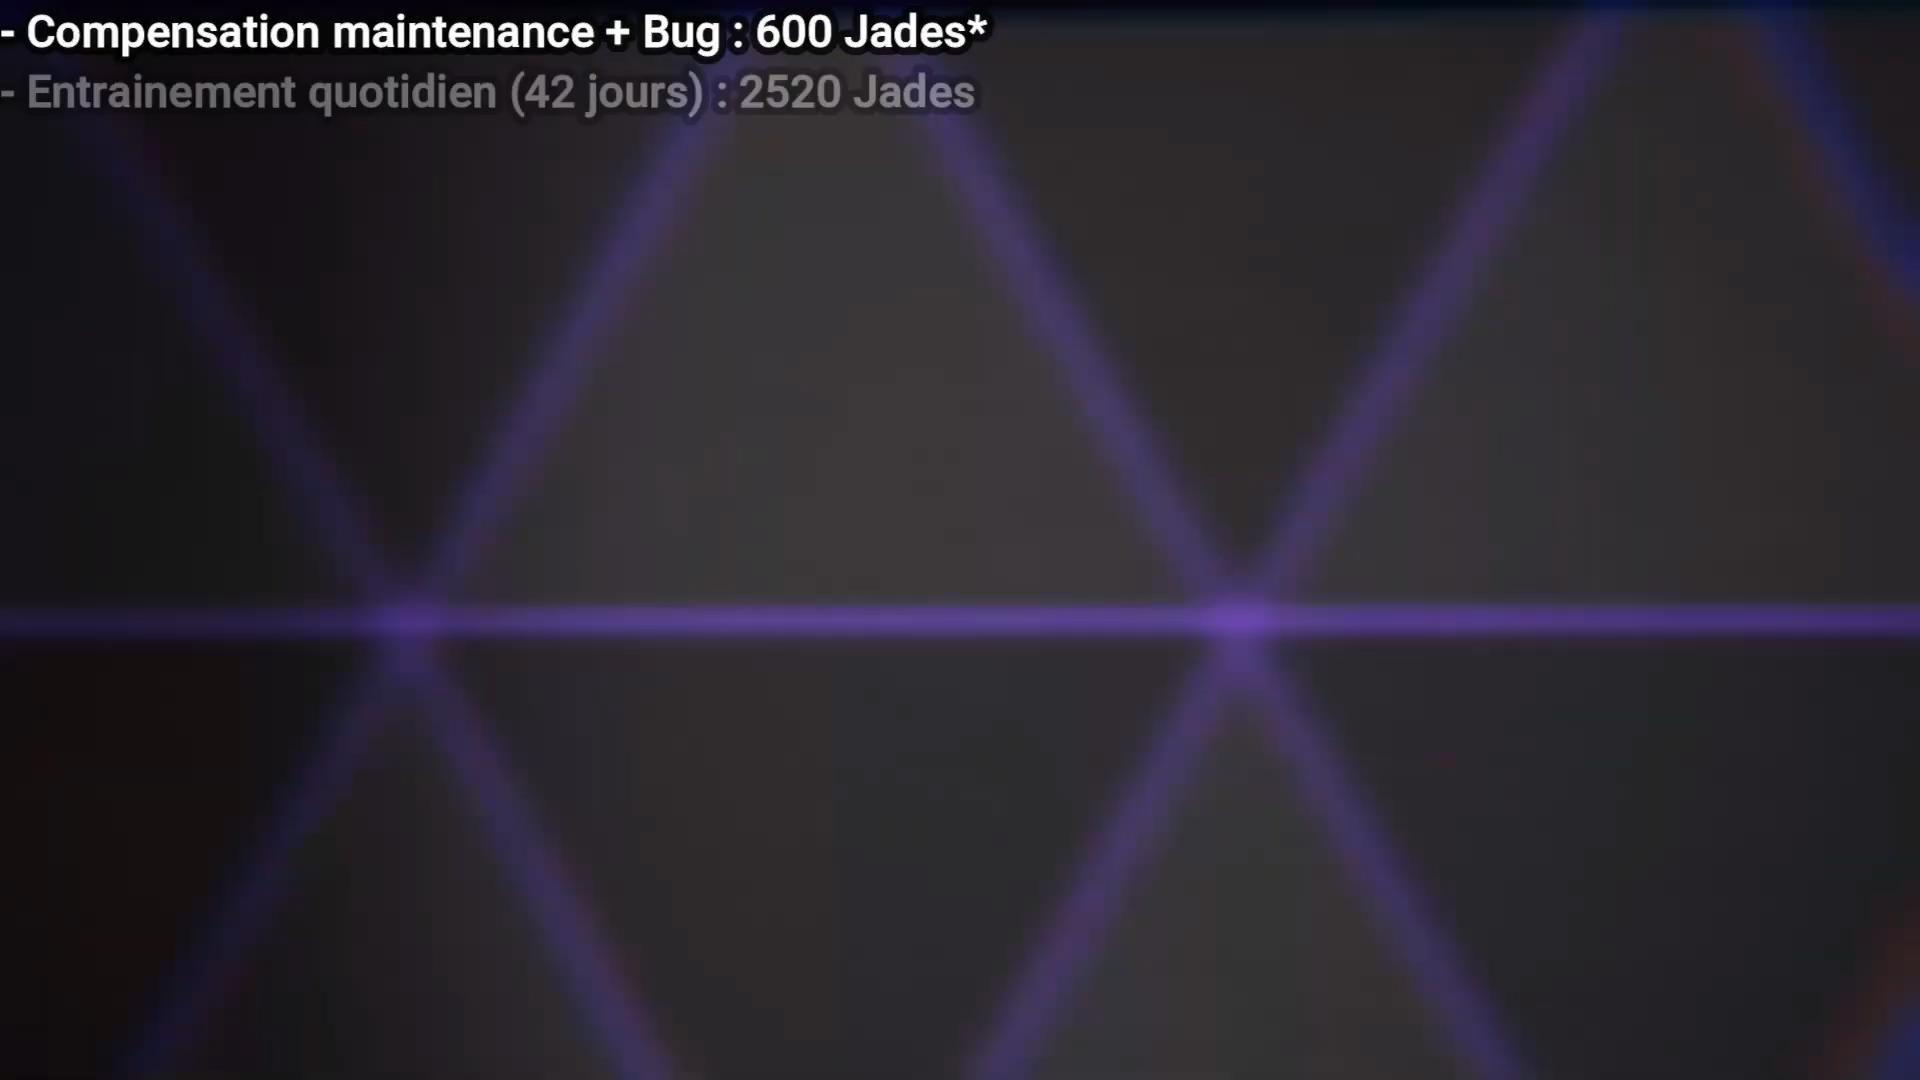 - Compensation maintenance + Bug : 600 Jades*
- Entrainement quotidien (42 jours) : 2520 Jades